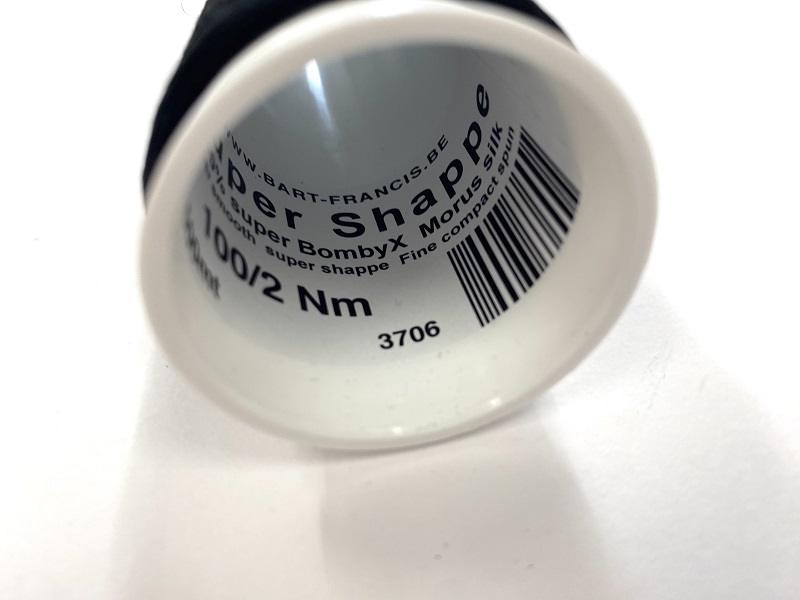 WWW.BART-FRANCIS.BE
uper Shappe
% Super BombyX Morus silk
smooth super shappe Fine compact spun
100/2 Nm
3706